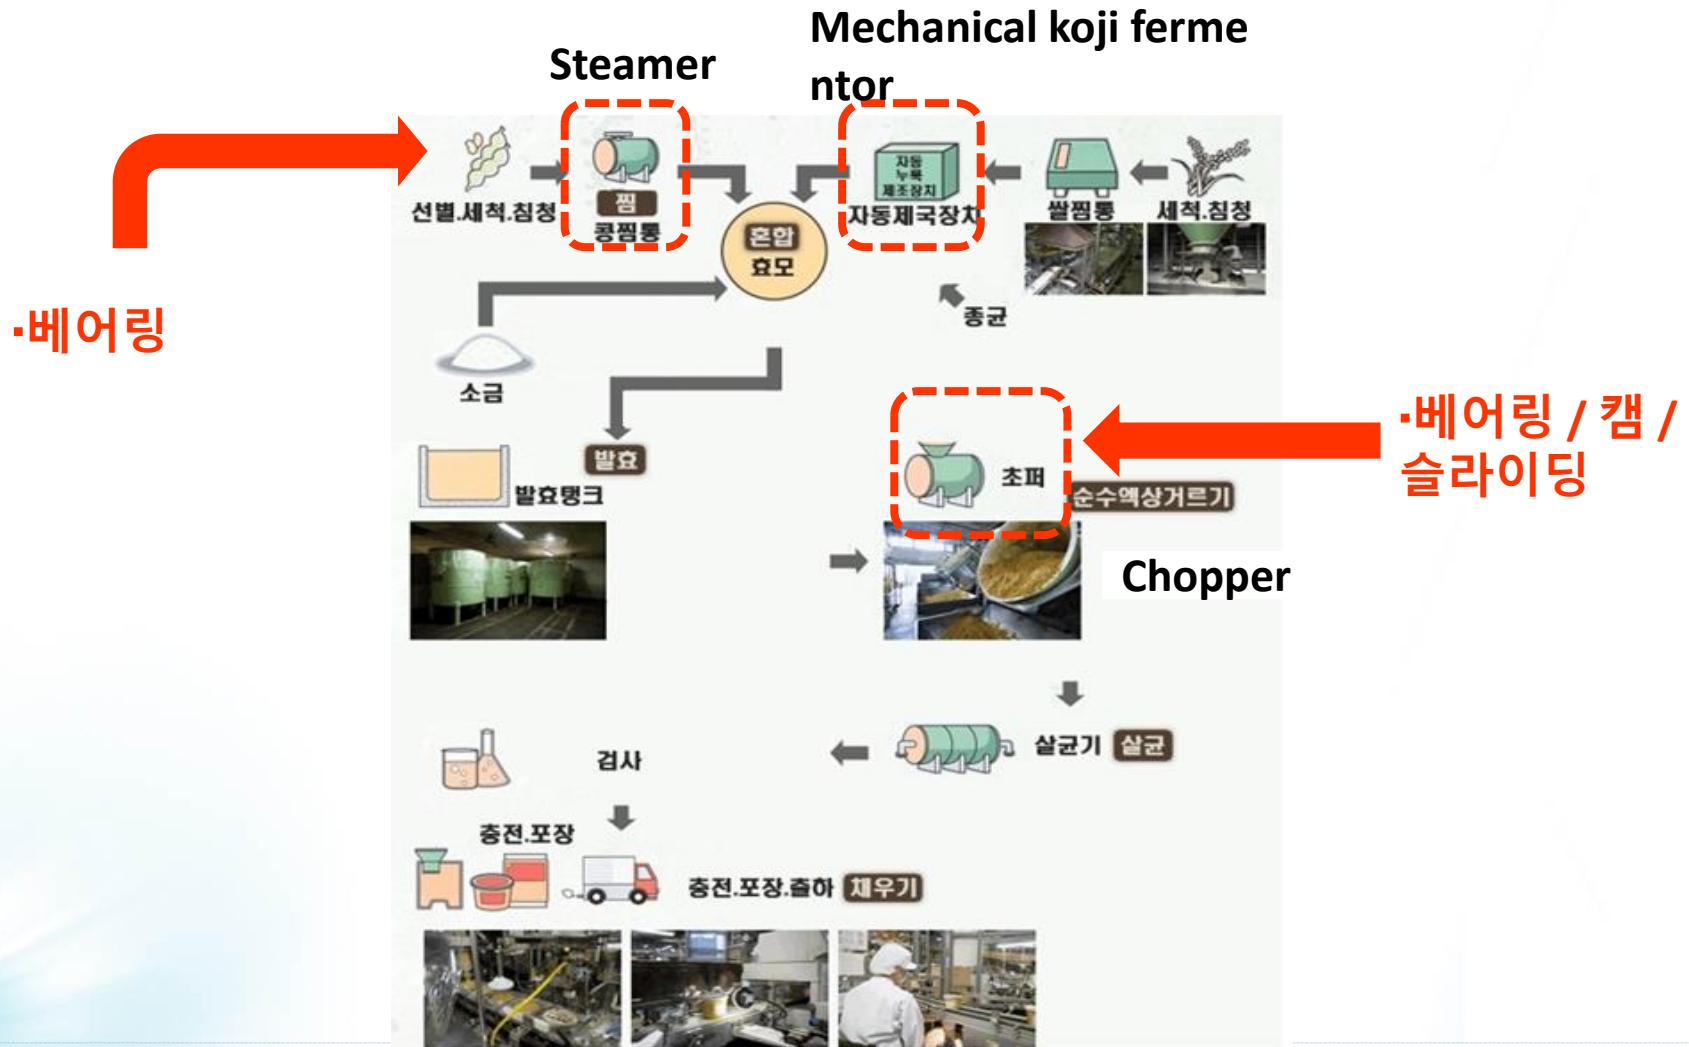 Mechanical koji ferme
ntor
Steamer
자동
누룩
제조장치
선별.세척.침청
찜
콩찜통
자동제국장치
쌀찜통
세척.침청
혼합
효모
종균
▪베어링
소금
▪베어링 / 캠 /
슬라이딩
발효
발효탱크
초퍼
순수액상거르기
Chopper
살균기 살균
검사
충전.포장
충전.포장.출하 채우기